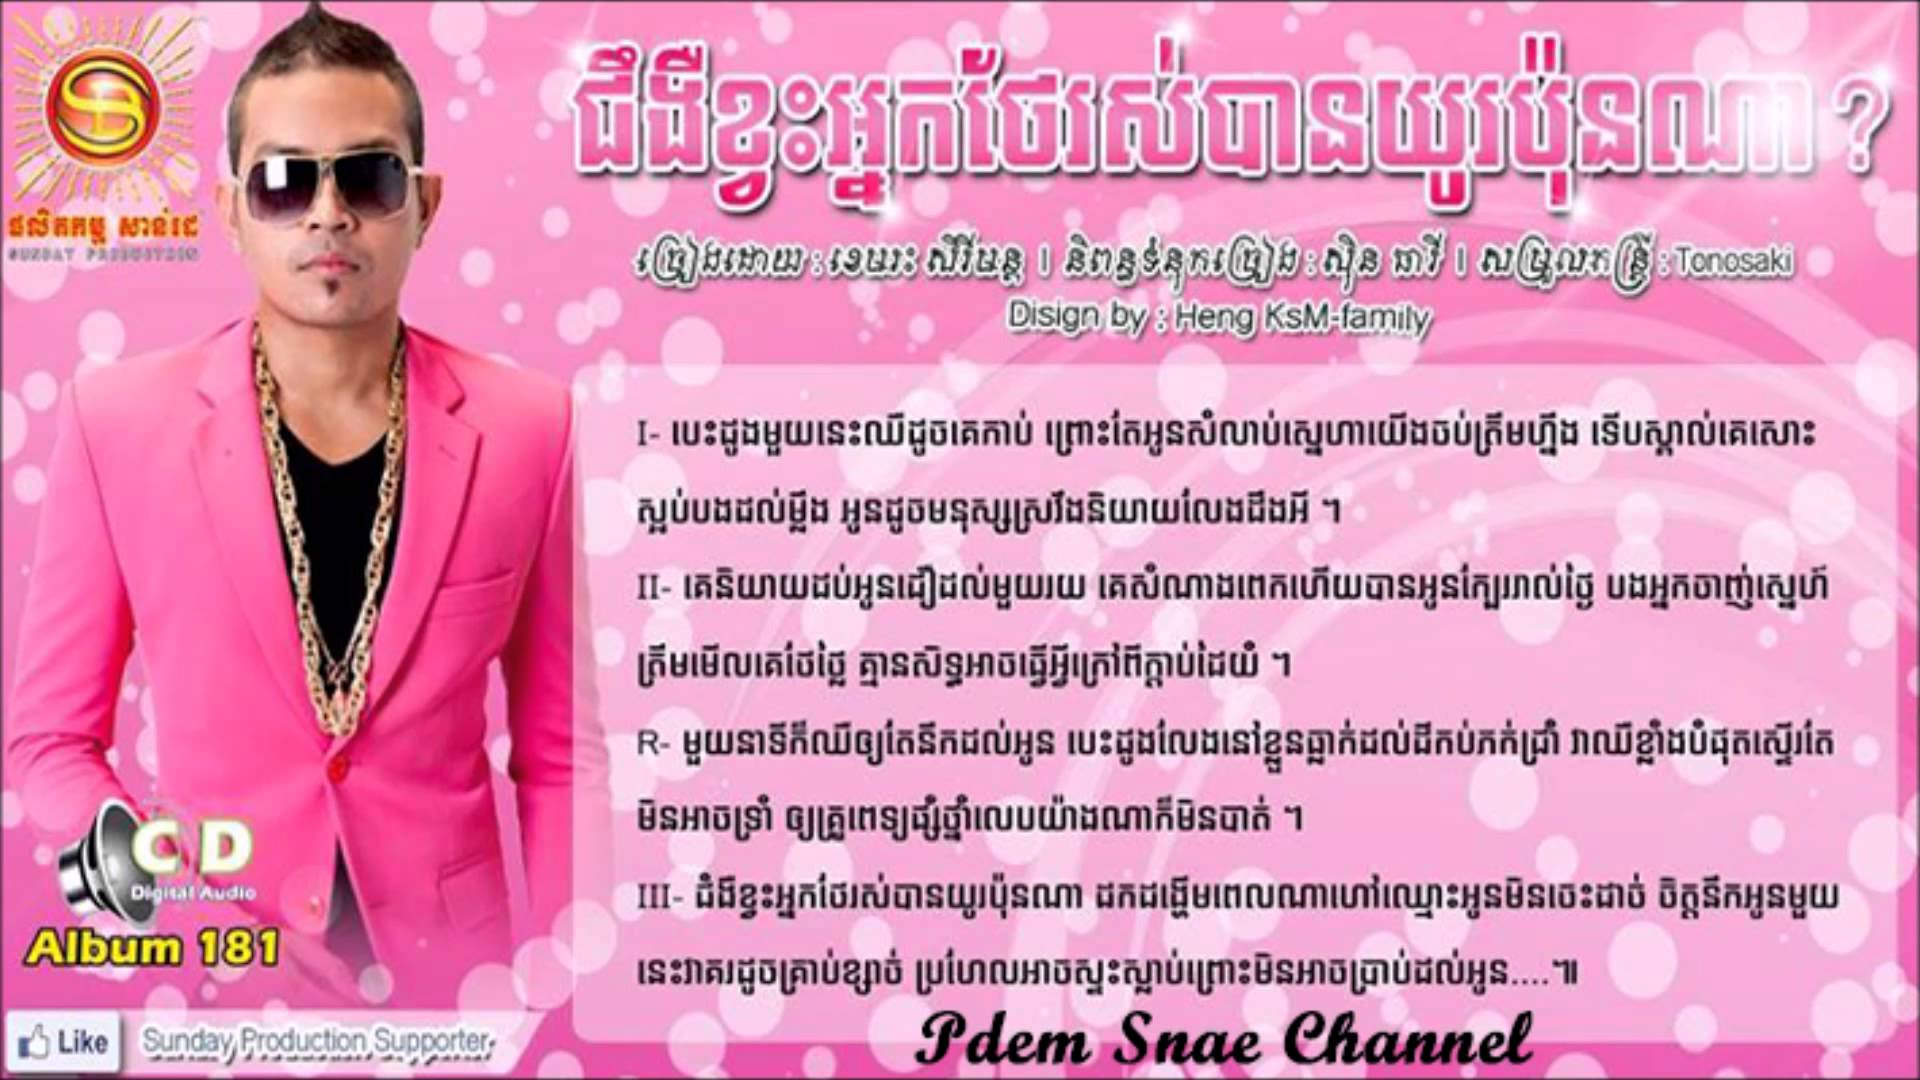 ផលិតកម្ម សាន់ដេ
SUNDAY PRODUCTION
ជំងឺខ្វះអ្នកថែរស់បានយូរប៉ុនណា ?
ច្រៀងដោយ : ខេមរះ សិរីមន្ត | និពន្ធទំនុកច្រៀង : ស៊ិន ធារី | សម្រួលតន្ត្រី : Tonosaki
Disign by : Heng KsM-family
I- បេះដូងមួយនេះឈឺដូចគេកាប់ ព្រោះតែអូនសំលាប់ស្នេហាយើងចប់ត្រឹមហ្នឹង ទើបស្គាល់គេសោះ
ស្អប់បងដល់ម្លឹង អូនដូចមនុស្សស្រវឹងនិយាយលែងដឹងអី ។
II- គេនិយាយដប់អូនជឿដល់មួយរយ គេសំណាងពេកហើយបានអូនក្បែររាល់ថ្ងៃ បងអ្នកចាញ់ស្នេហ៍
ត្រឹមមើលគេថែថ្លៃ គ្មានសិទ្ធអាចធ្វើអ្វីក្រៅពីក្តាប់ដៃយំ ។
R- មួយនាទីក៏ឈឺឲ្យតែនឹកដល់អូន បេះដូងលែងនៅខ្លួនធ្លាក់ដល់ដីកប់ភក់ជ្រាំ វាឈឺខ្លាំងបំផុតស្ទើរតែ
មិនអាចទ្រាំ ឲ្យគ្រូពេទ្យផ្សំថ្នាំលេបយ៉ាងណាក៏មិនបាត់ ។
III- ជំងឺខ្វះអ្នកថែរស់បានយូរប៉ុនណា ដកដង្ហើមពេលណាហៅឈ្មោះអូនមិនចេះដាច់ ចិត្តនឹកអូនមួយ
នេះវាគរដូចគ្រាប់ខ្សាច់ ប្រហែលអាចស្ទះស្លាប់ព្រោះមិនអាចប្រាប់ដល់អូន....៕
CD
Digital Audio
Album 181
Like
Sunday Production Supporter
Pdem Snae Channel